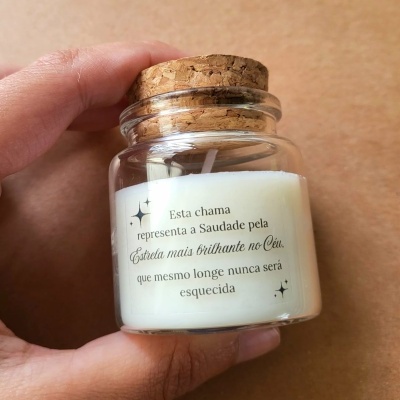 Esta chama
representa a Saudade pela
Estrela mais brilhante no Céu,
que mesmo longe nunca será
esquecida